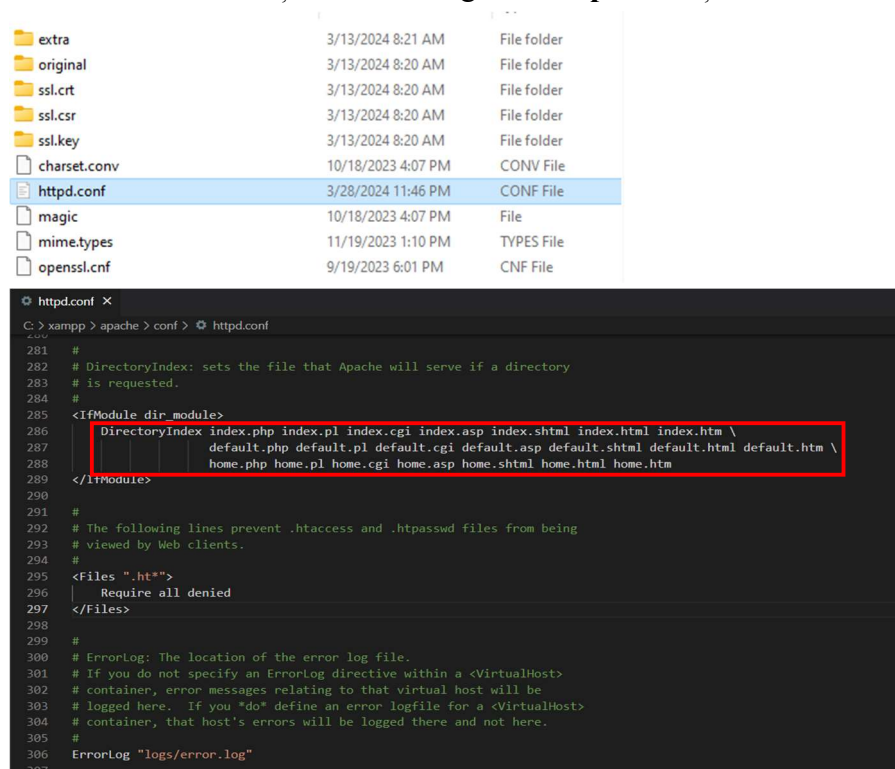 extra 3/13/2024 8:21 AM File folder
original 3/13/2024 8:20 AM File folder
ssl.crt 3/13/2024 8:20 AM File folder
ssl.csr 3/13/2024 8:20 AM File folder
ssl.key 3/13/2024 8:20 AM File folder
charset.conv 10/18/2023 4:07 PM CONV File
httpd.conf 3/28/2024 11:46 PM CONF File
magic 10/18/2023 4:07 PM File
mime.types 11/19/2023 1:10 PM TYPES File
openssl.cnf 9/19/2023 6:01 PM CNF File
httpd.conf ×
C: > xampp > apache > conf > httpd.conf
281 #
282 # DirectoryIndex: sets the file that Apache will serve if a directory
283 # is requested.
284 #
285 <IfModule dir_module>
286 DirectoryIndex index.php index.pl index.cgi index.asp index.shtml index.html index.htm \
287 default.php default.pl default.cgi default.asp default.shtml default.html default.htm \
288 home.php home.pl home.cgi home.asp home.shtml home.html home.htm
289 </IfModule>
290
291 #
292 # The following lines prevent .htaccess and .htpasswd files from being
293 # viewed by Web clients.
294 #
295 <Files ".ht*">
296 Require all denied
297 </Files>
298
299 #
300 # ErrorLog: The location of the error log file.
301 # If you do not specify an ErrorLog directive within a <VirtualHost>
302 # container, error messages relating to that virtual host will be
303 # logged here. If you *do* define an error logfile for a <VirtualHost>
304 # container, that host's errors will be logged there and not here.
305 #
306 ErrorLog "logs/error.log"